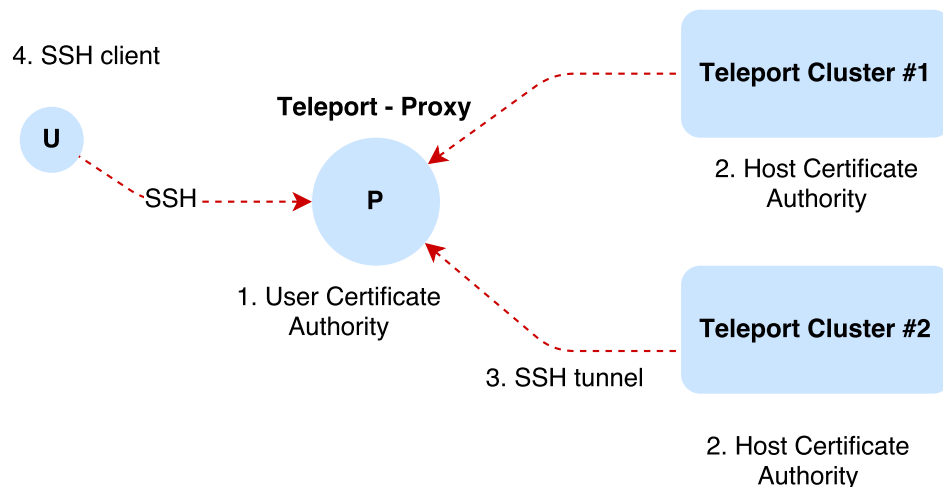 4. SSH client
U
SSH
Teleport - Proxy
P
1. User Certificate
Authority
Teleport Cluster #1
2. Host Certificate
Authority
Teleport Cluster #2
3. SSH tunnel
2. Host Certificate
Authority